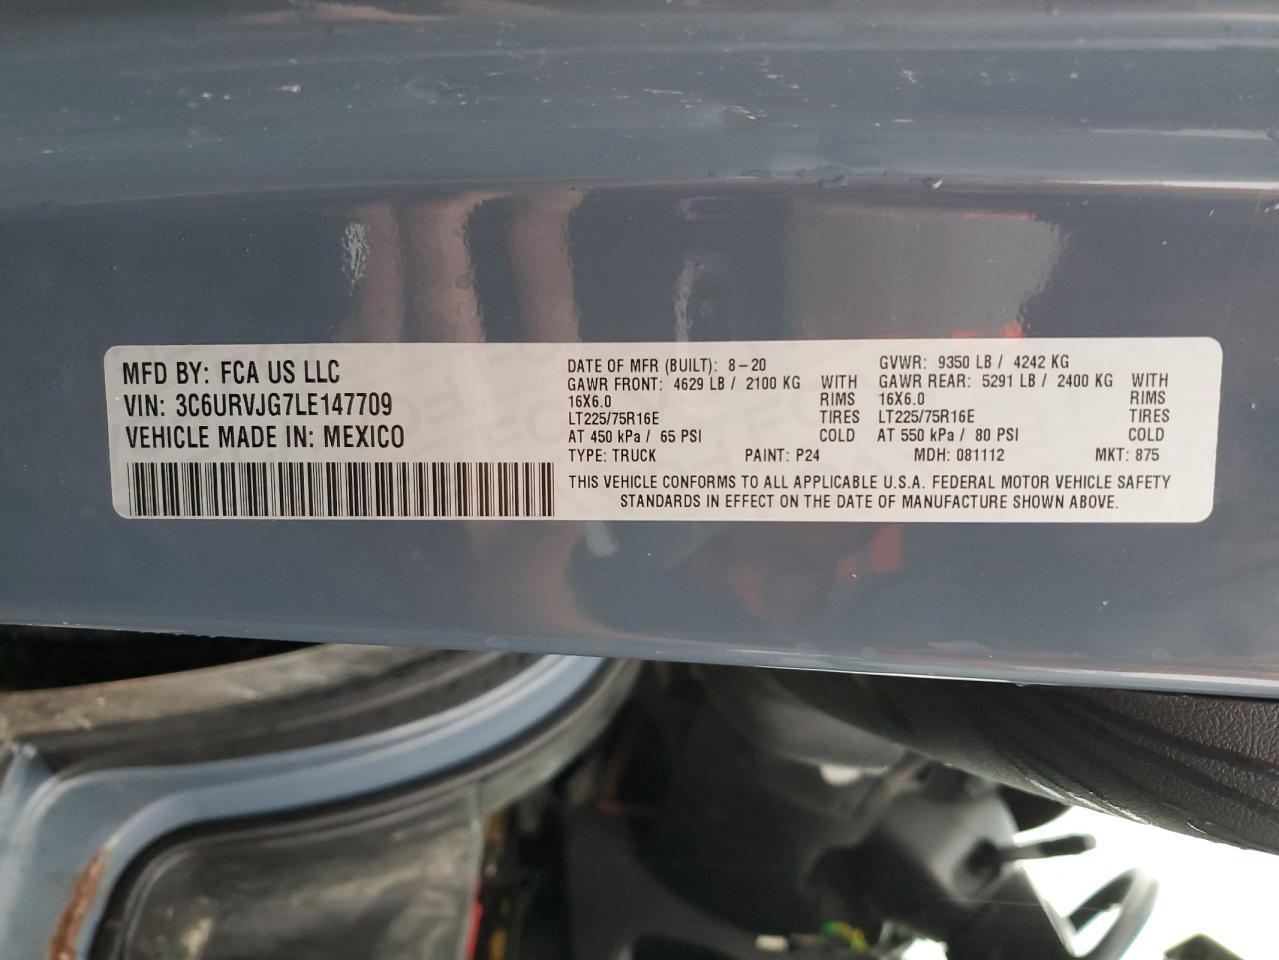 MFD BY: FCA US LLC
VIN: 3C6URVJG7LE147709
VEHICLE MADE IN: MEXICO
DATE OF MFR (BUILT): 8-20 GVWR: 9350 LB / 4242 KG
GAWR FRONT: 4629 LB / 2100 KG WITH GAWR REAR: 5291 LB / 2400 KG WITH
16X6.0 RIMS 16X6.0 RIMS
LT225/75R16E TIRES LT225/75R16E TIRES
AT 450 kPa / 65 PSI COLD AT 550 kPa / 80 PSI COLD
TYPE: TRUCK PAINT: P24 MDH: 081112 MKT: 875
THIS VEHICLE CONFORMS TO ALL APPLICABLE U.S.A. FEDERAL MOTOR VEHICLE SAFETY
STANDARDS IN EFFECT ON THE DATE OF MANUFACTURE SHOWN ABOVE.